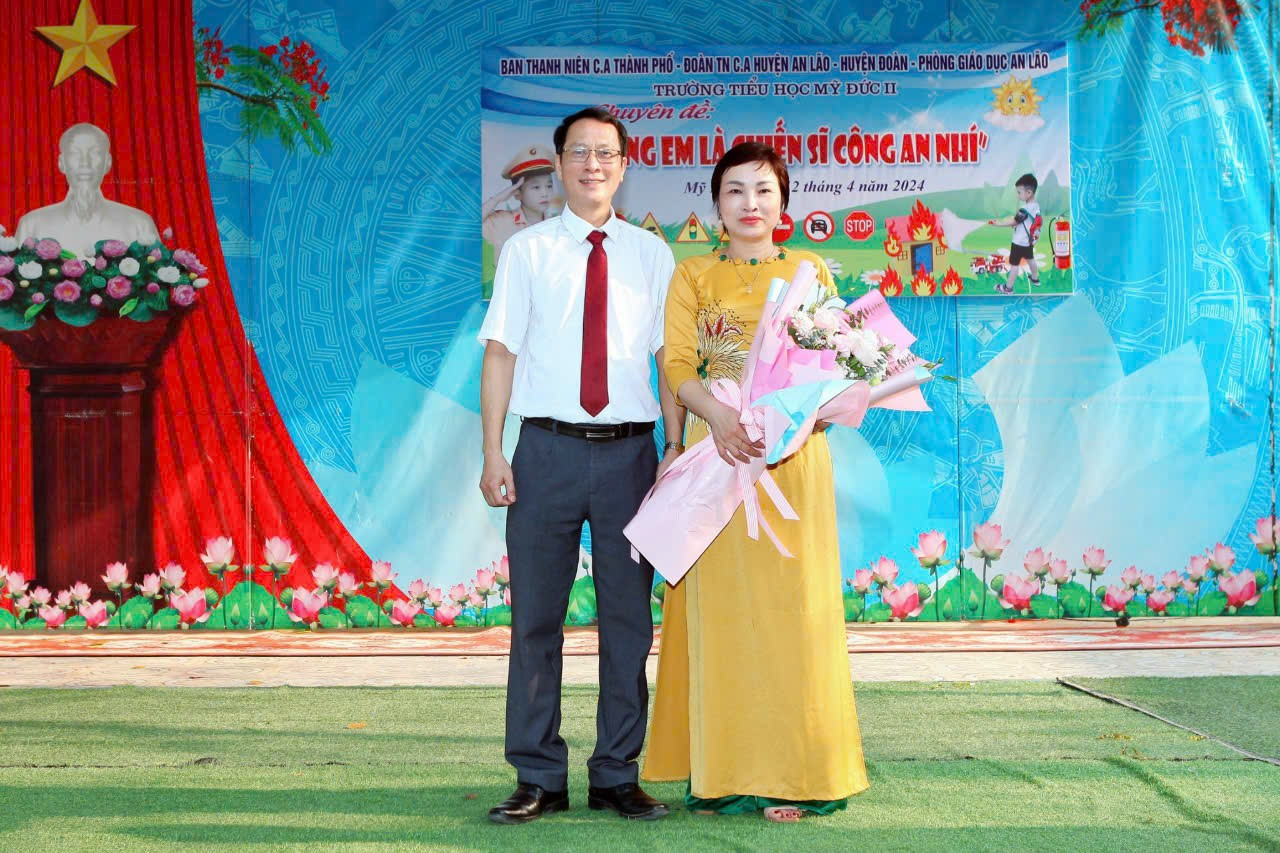 BAN THANH NIÊN C.A THÀNH PHỐ - ĐOÀN TN C.A HUYỆN AN LÃO - HUYỆN ĐOÀN - PHÒNG GIÁO DỤC AN LÃO
TRƯỜNG TIỂU HỌC MỸ ĐỨC II
Chuyên đề:
EM LÀ CHIẾN SĨ CÔNG AN NHÍ"
Mỹ 2 tháng 4 năm 2024
STOP